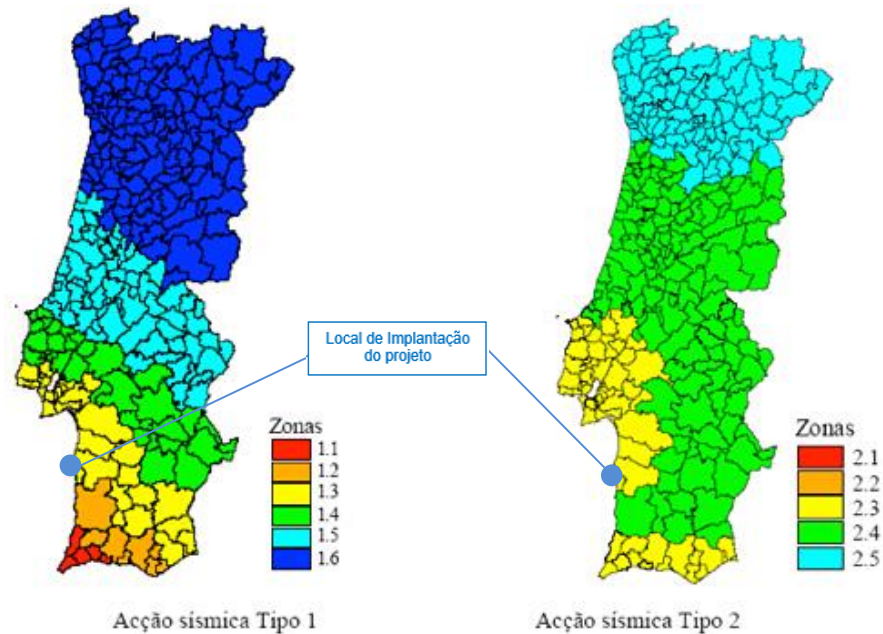 Local de Implantação
do projeto
Zonas
1.1
1.2
1.3
1.4
1.5
1.6
Zonas
2.1
2.2
2.3
2.4
2.5
Acção sísmica Tipo 1
Acção sísmica Tipo 2